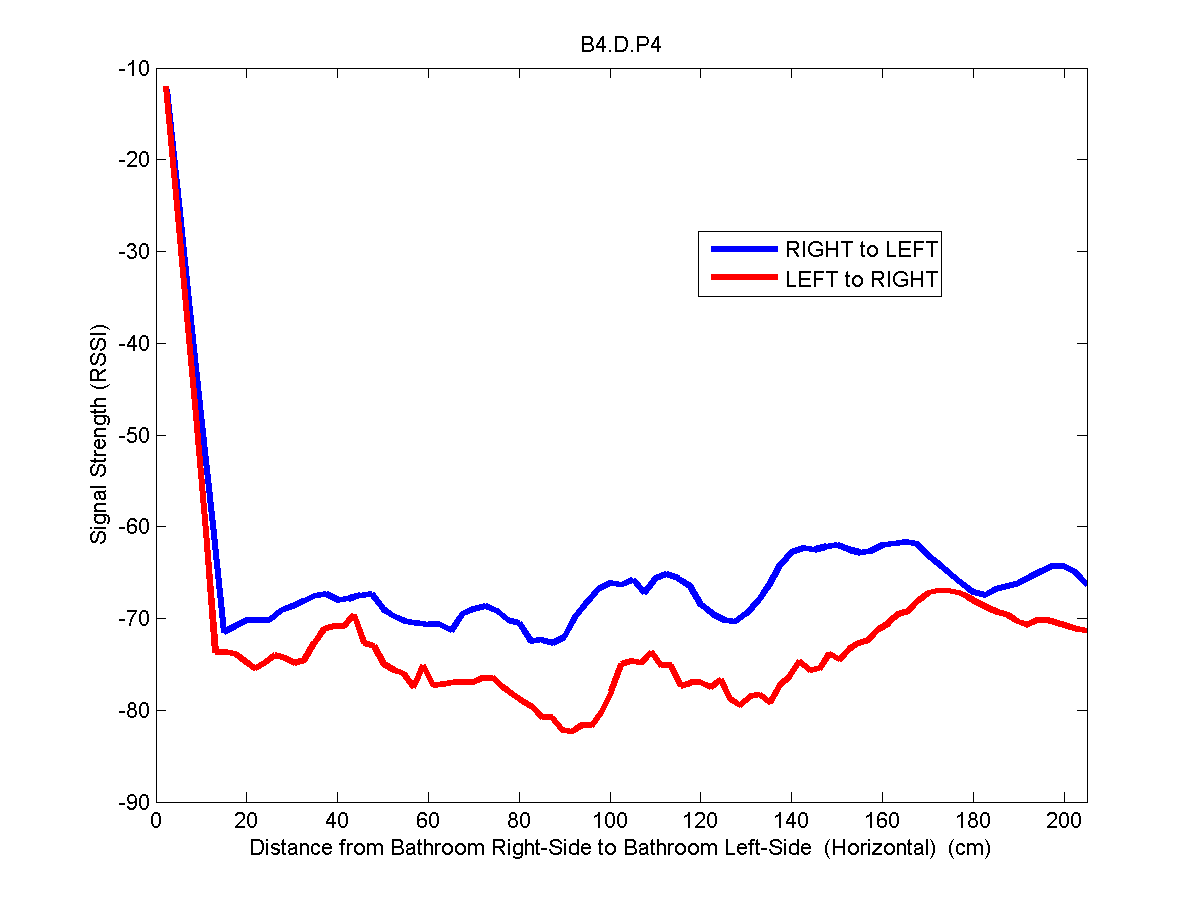 B4.D.P4
-10
-20
-30
-40
-50
-60
-70
-80
-90
Signal Strength (RSSI)
RIGHT to LEFT
LEFT to RIGHT
0 20 40 60 80 100 120 140 160 180 200
Distance from Bathroom Right-Side to Bathroom Left-Side (Horizontal) (cm)